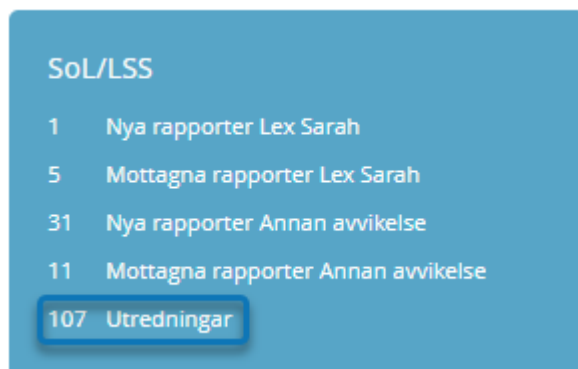 SoL/LSS
1 Nya rapporter Lex Sarah
5 Mottagna rapporter Lex Sarah
31 Nya rapporter Annan avvikelse
11 Mottagna rapporter Annan avvikelse
107 Utredningar